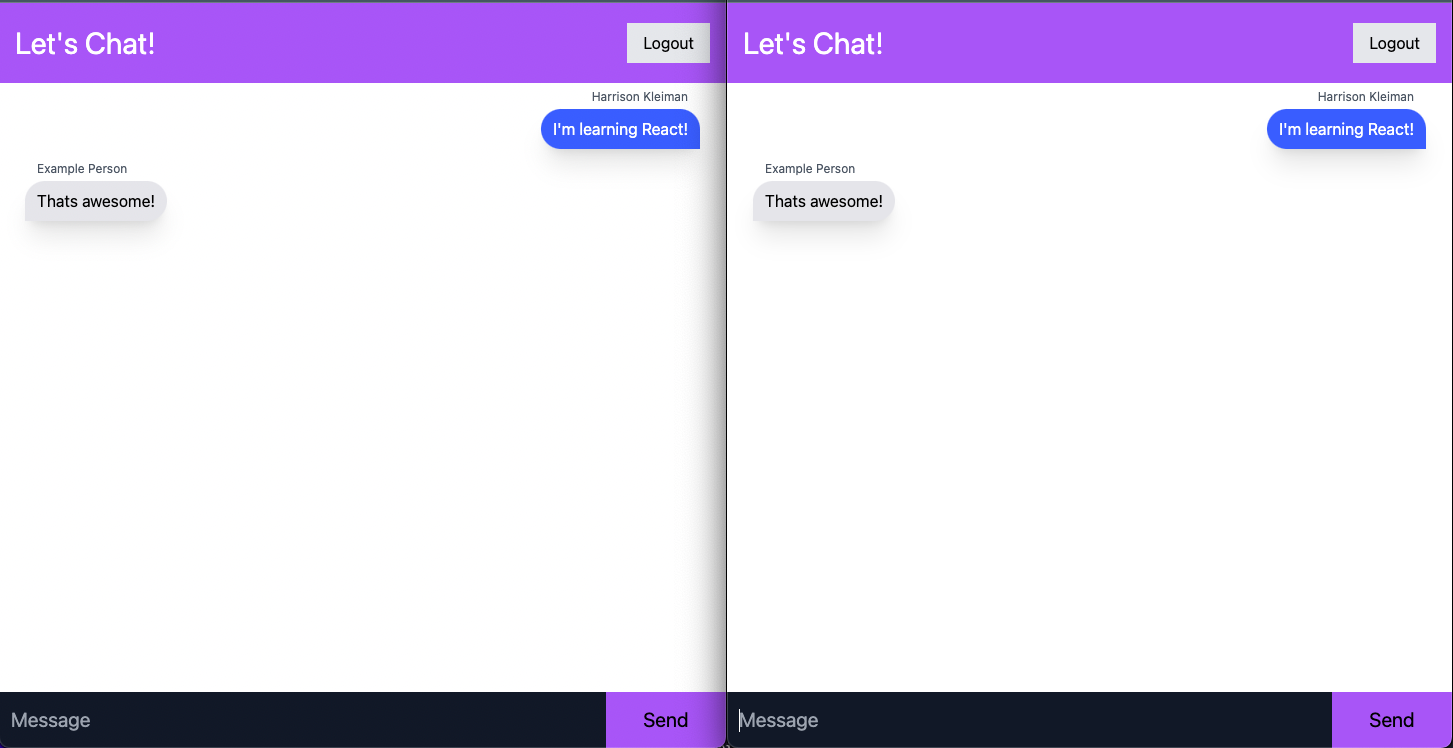 Let's Chat!
Logout
Harrison Kleiman
I'm learning React!
Example Person
Thats awesome!
Message
Send
Let's Chat!
Logout
Harrison Kleiman
I'm learning React!
Example Person
Thats awesome!
Message
Send